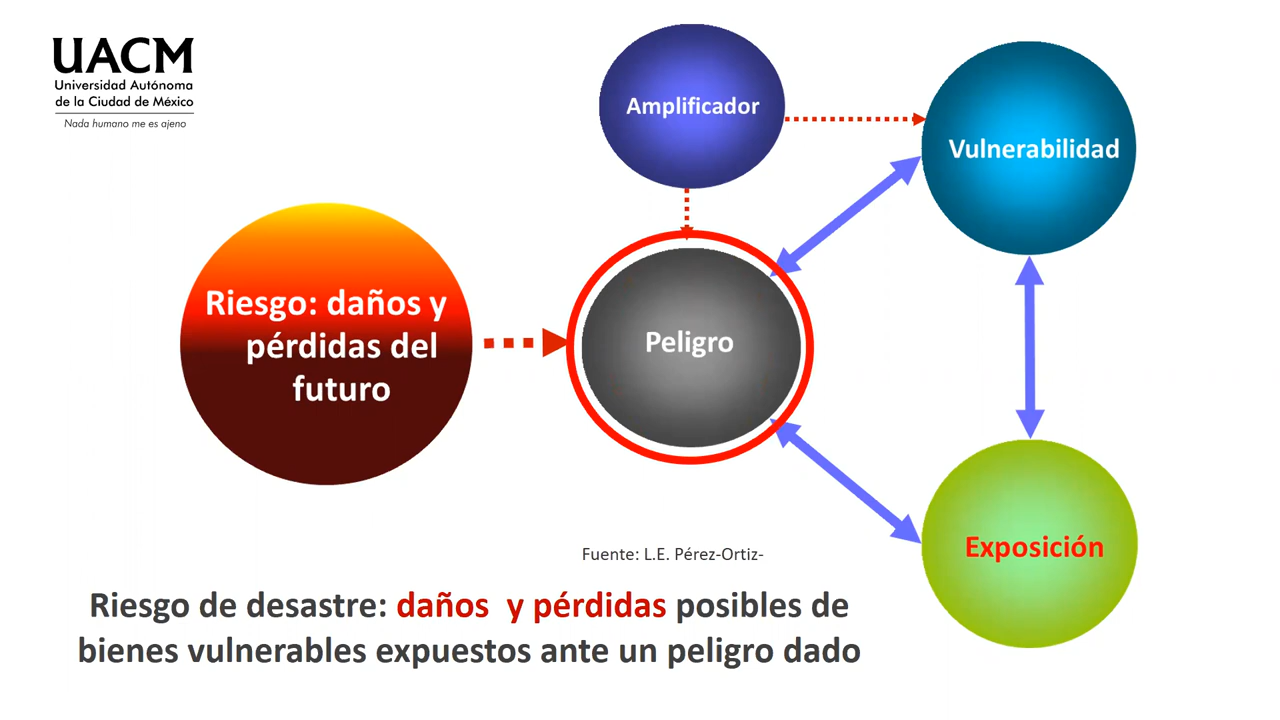 UACM
Universidad Autónoma
de la Ciudad de México
Nada humano me es ajeno
Amplificador
Vulnerabilidad
Riesgo: daños y
pérdidas del
futuro
Peligro
Exposición
Fuente: L.E. Pérez-Ortiz-
Riesgo de desastre: daños y pérdidas posibles de
bienes vulnerables expuestos ante un peligro dado